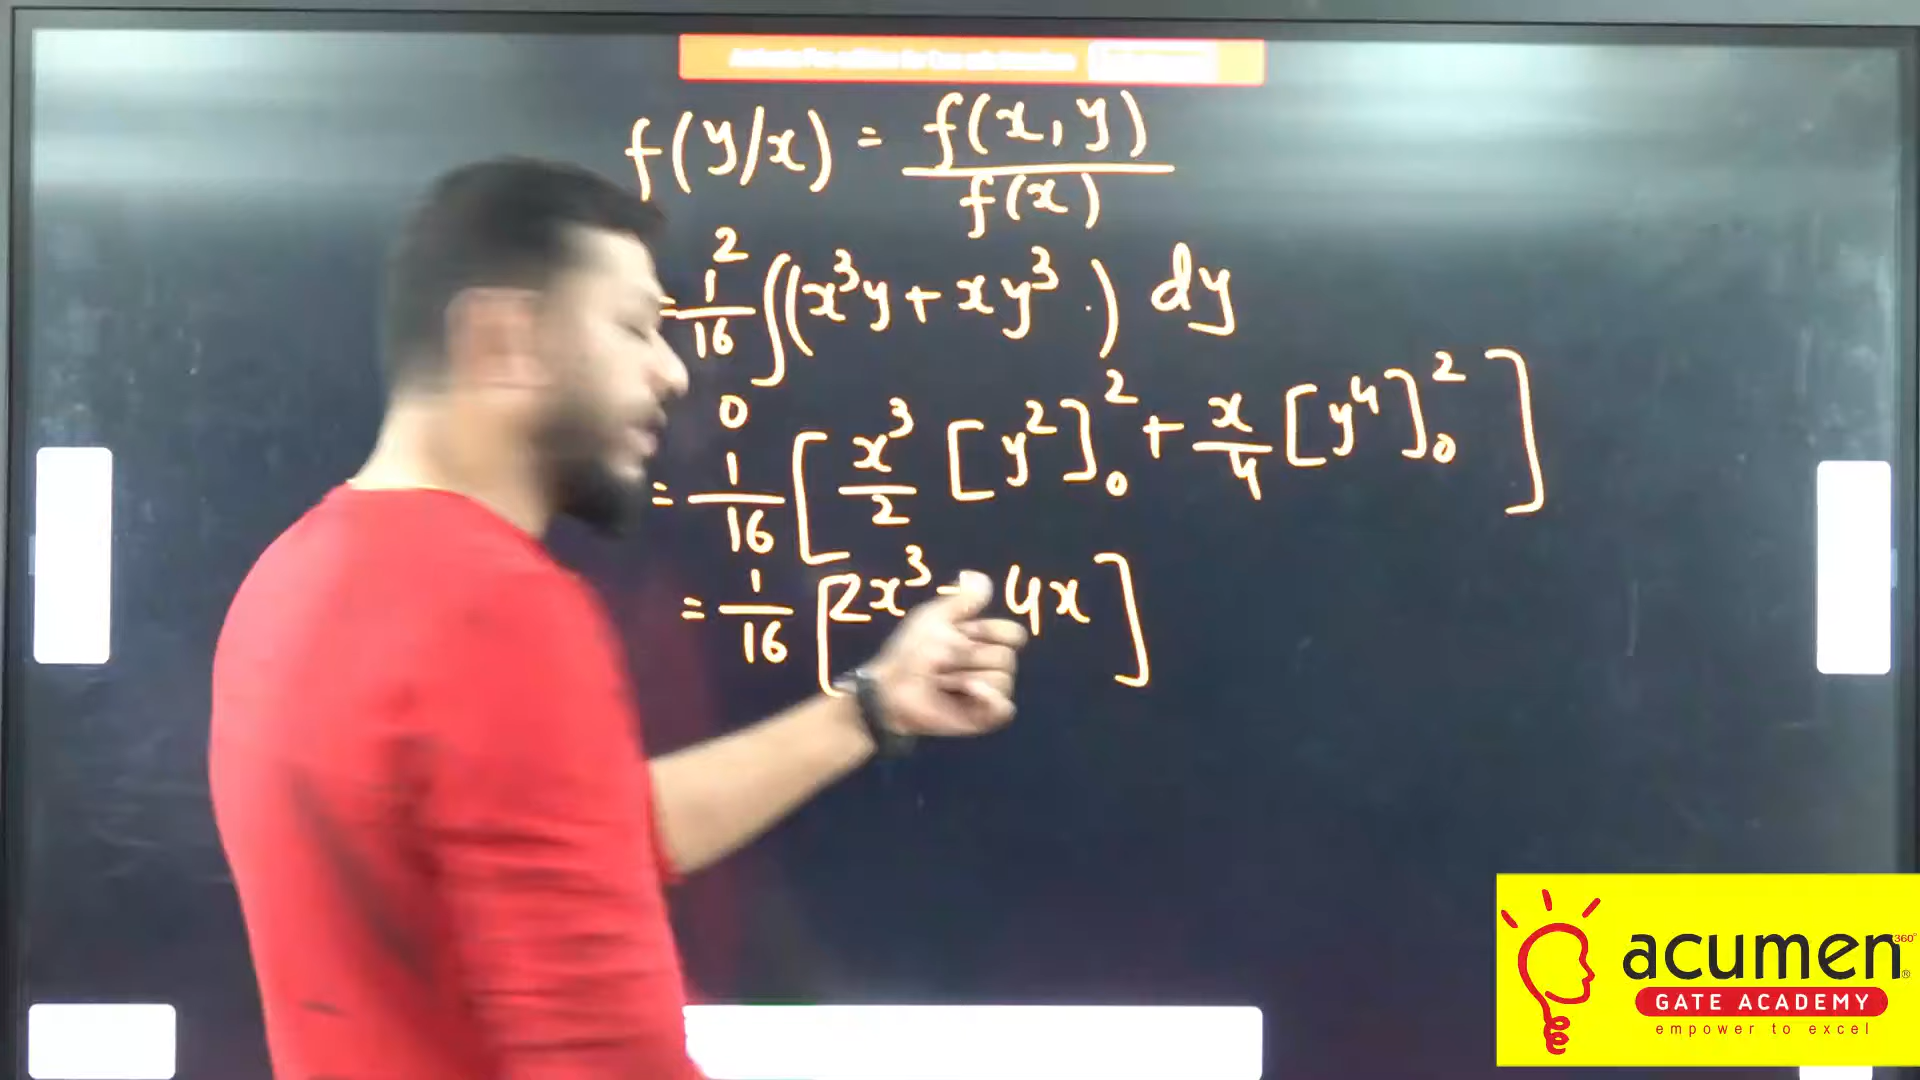 f(y/x) = f(x,y)/f(x)
= 1/16 ∫₀² (x³y + xy³ .) dy
= 1/16 [ x³/2 [y²]₀² + x/4 [y⁴]₀² ]
= 1/16 [2x³ + 4x]
acumen 360° ®
GATE ACADEMY
empower to excel